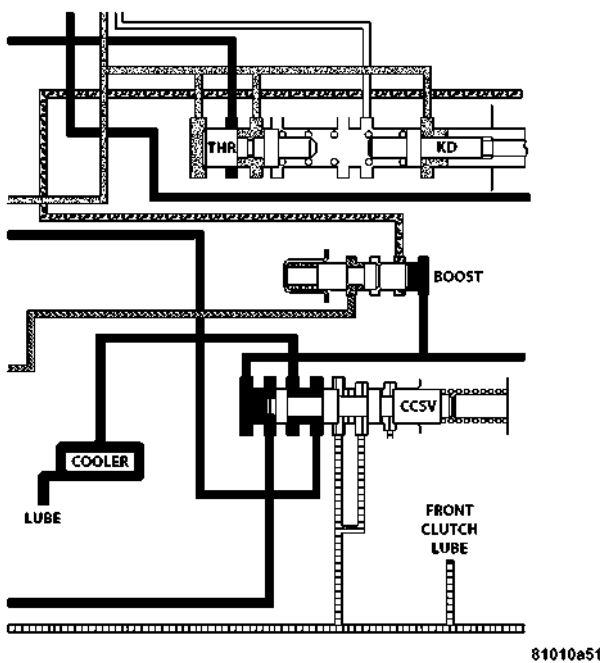 THR
KD
BOOST
CCSV
COOLER
LUBE
FRONT
CLUTCH
LUBE
81010a51